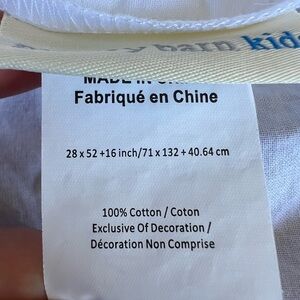 barn kids
MADE IN
Fabriqué en Chine
28 x 52 +16 inch/71 x 132 + 40.64 cm
100% Cotton / Coton
Exclusive Of Decoration /
Décoration Non Comprise